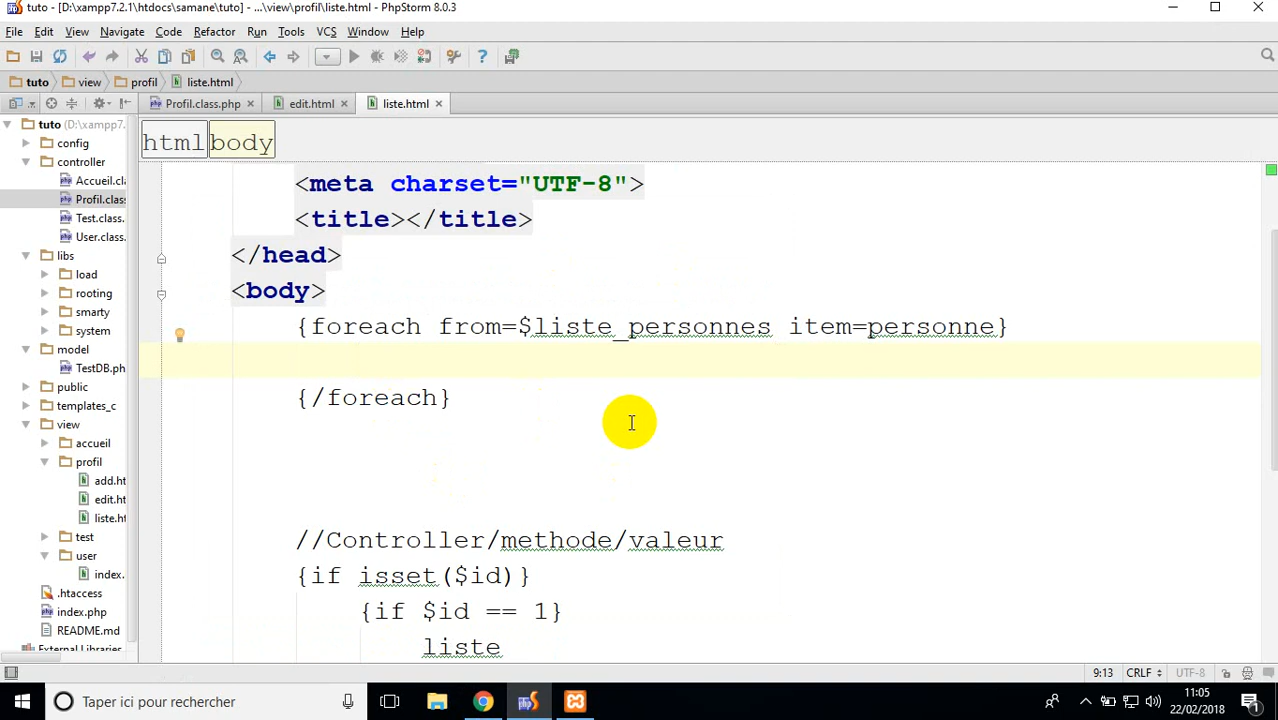 tuto - [D:\xampp7.2.1\htdocs\samane\tuto] - ...\view\profil\liste.html - PhpStorm 8.0.3
File Edit View Navigate Code Refactor Run Tools VCS Window Help
tuto view profil liste.html
Profil.class.php edit.html liste.html
tuto (D:\xampp7.
config
controller
Accueil.cla
Profil.class
Test.class.
User.class.
libs
load
rooting
smarty
system
model
TestDB.ph
public
templates_c
view
accueil
profil
add.ht
edit.ht
liste.ht
test
user
index.
.htaccess
index.php
README.md
External Libraries
html body
<meta charset="UTF-8">
<title></title>
</head>
<body>
{foreach from=$liste_personnes item=personne}
{/foreach}
//Controller/methode/valeur
{if isset($id)}
{if $id == 1}
liste
9:13 CRLF UTF-8
Taper ici pour rechercher
11:05
22/02/2018
1